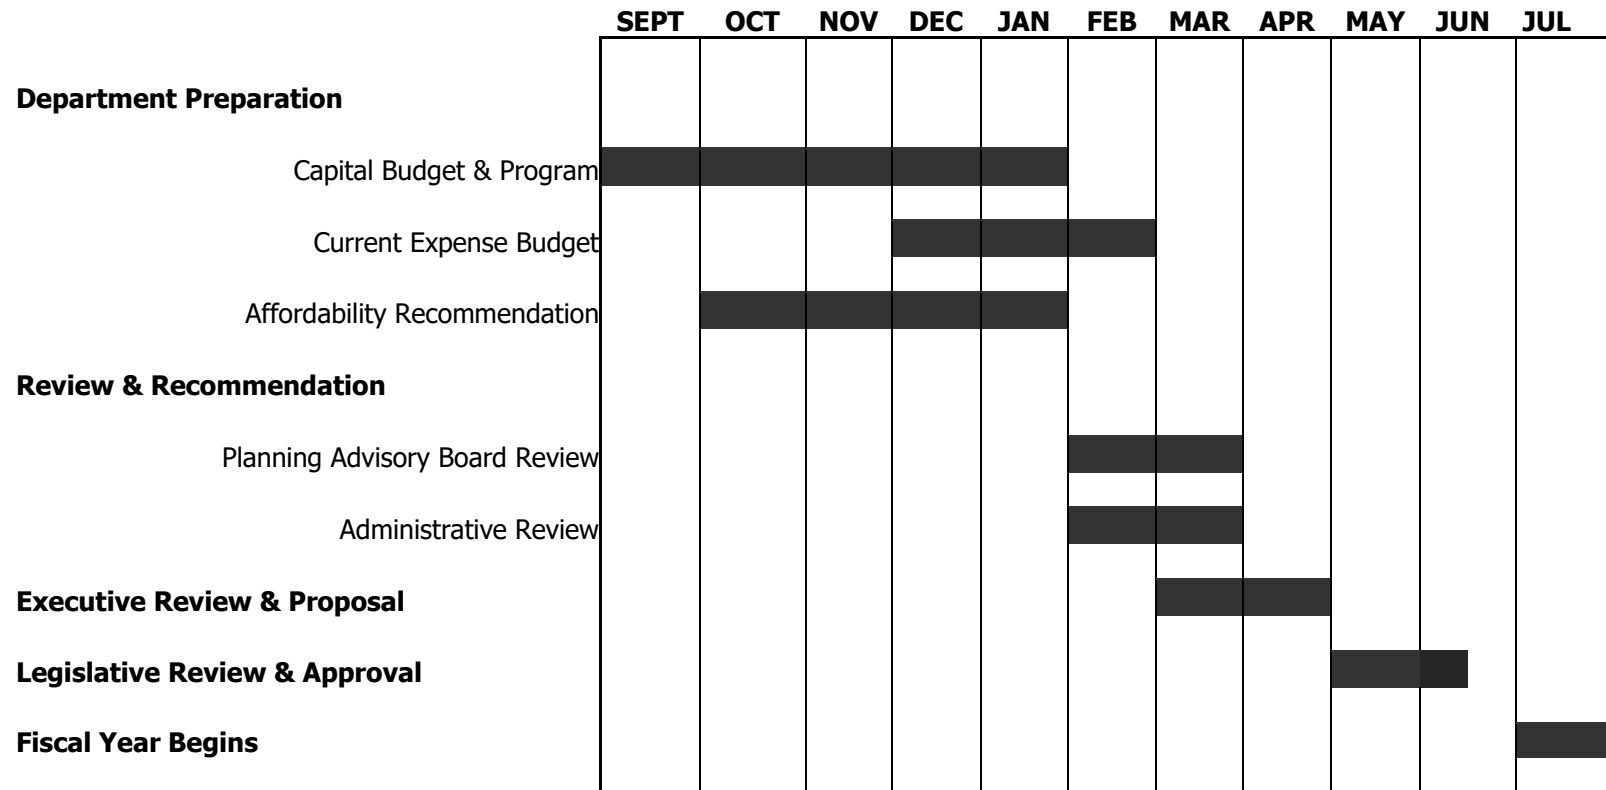 SEPT OCT NOV DEC JAN FEB MAR APR MAY JUN JUL
Department Preparation
Capital Budget & Program
Current Expense Budget
Affordability Recommendation
Review & Recommendation
Planning Advisory Board Review
Administrative Review
Executive Review & Proposal
Legislative Review & Approval
Fiscal Year Begins